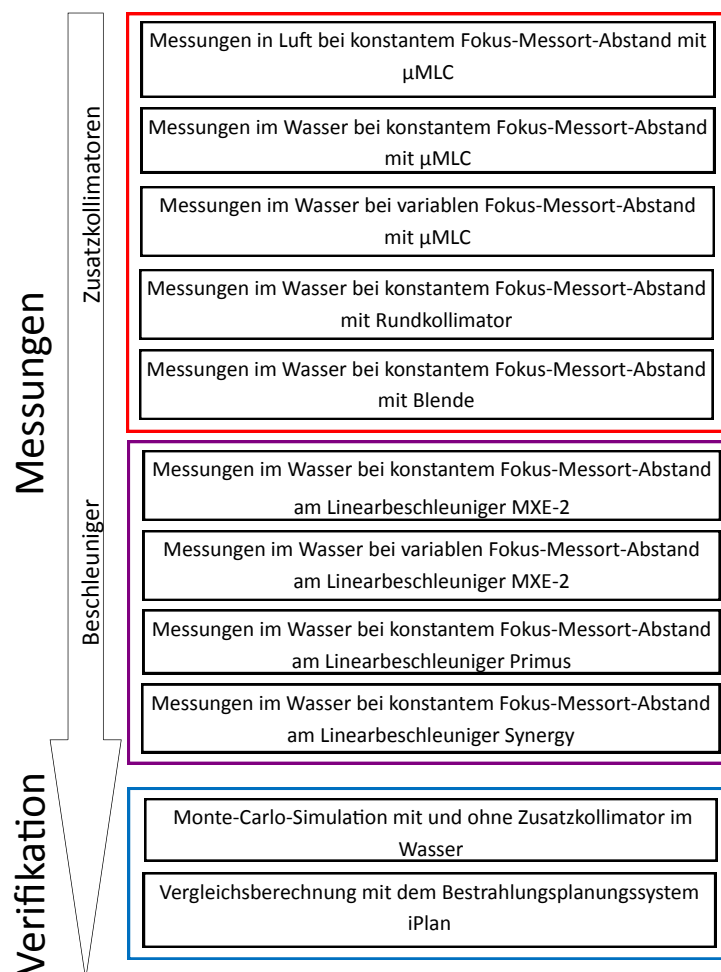 Messungen
Zusatzkollimatoren
Messungen in Luft bei konstantem Fokus-Messort-Abstand mit
µMLC
Messungen im Wasser bei konstantem Fokus-Messort-Abstand
mit µMLC
Messungen im Wasser bei variablen Fokus-Messort-Abstand
mit µMLC
Messungen im Wasser bei konstantem Fokus-Messort-Abstand
mit Rundkollimator
Messungen im Wasser bei konstantem Fokus-Messort-Abstand
mit Blende
Beschleuniger
Messungen im Wasser bei konstantem Fokus-Messort-Abstand
am Linearbeschleuniger MXE-2
Messungen im Wasser bei variablen Fokus-Messort-Abstand
am Linearbeschleuniger MXE-2
Messungen im Wasser bei konstantem Fokus-Messort-Abstand
am Linearbeschleuniger Primus
Messungen im Wasser bei konstantem Fokus-Messort-Abstand
am Linearbeschleuniger Synergy
Verifikation
Monte-Carlo-Simulation mit und ohne Zusatzkollimator im
Wasser
Vergleichsberechnung mit dem Bestrahlungsplanungssystem
iPlan